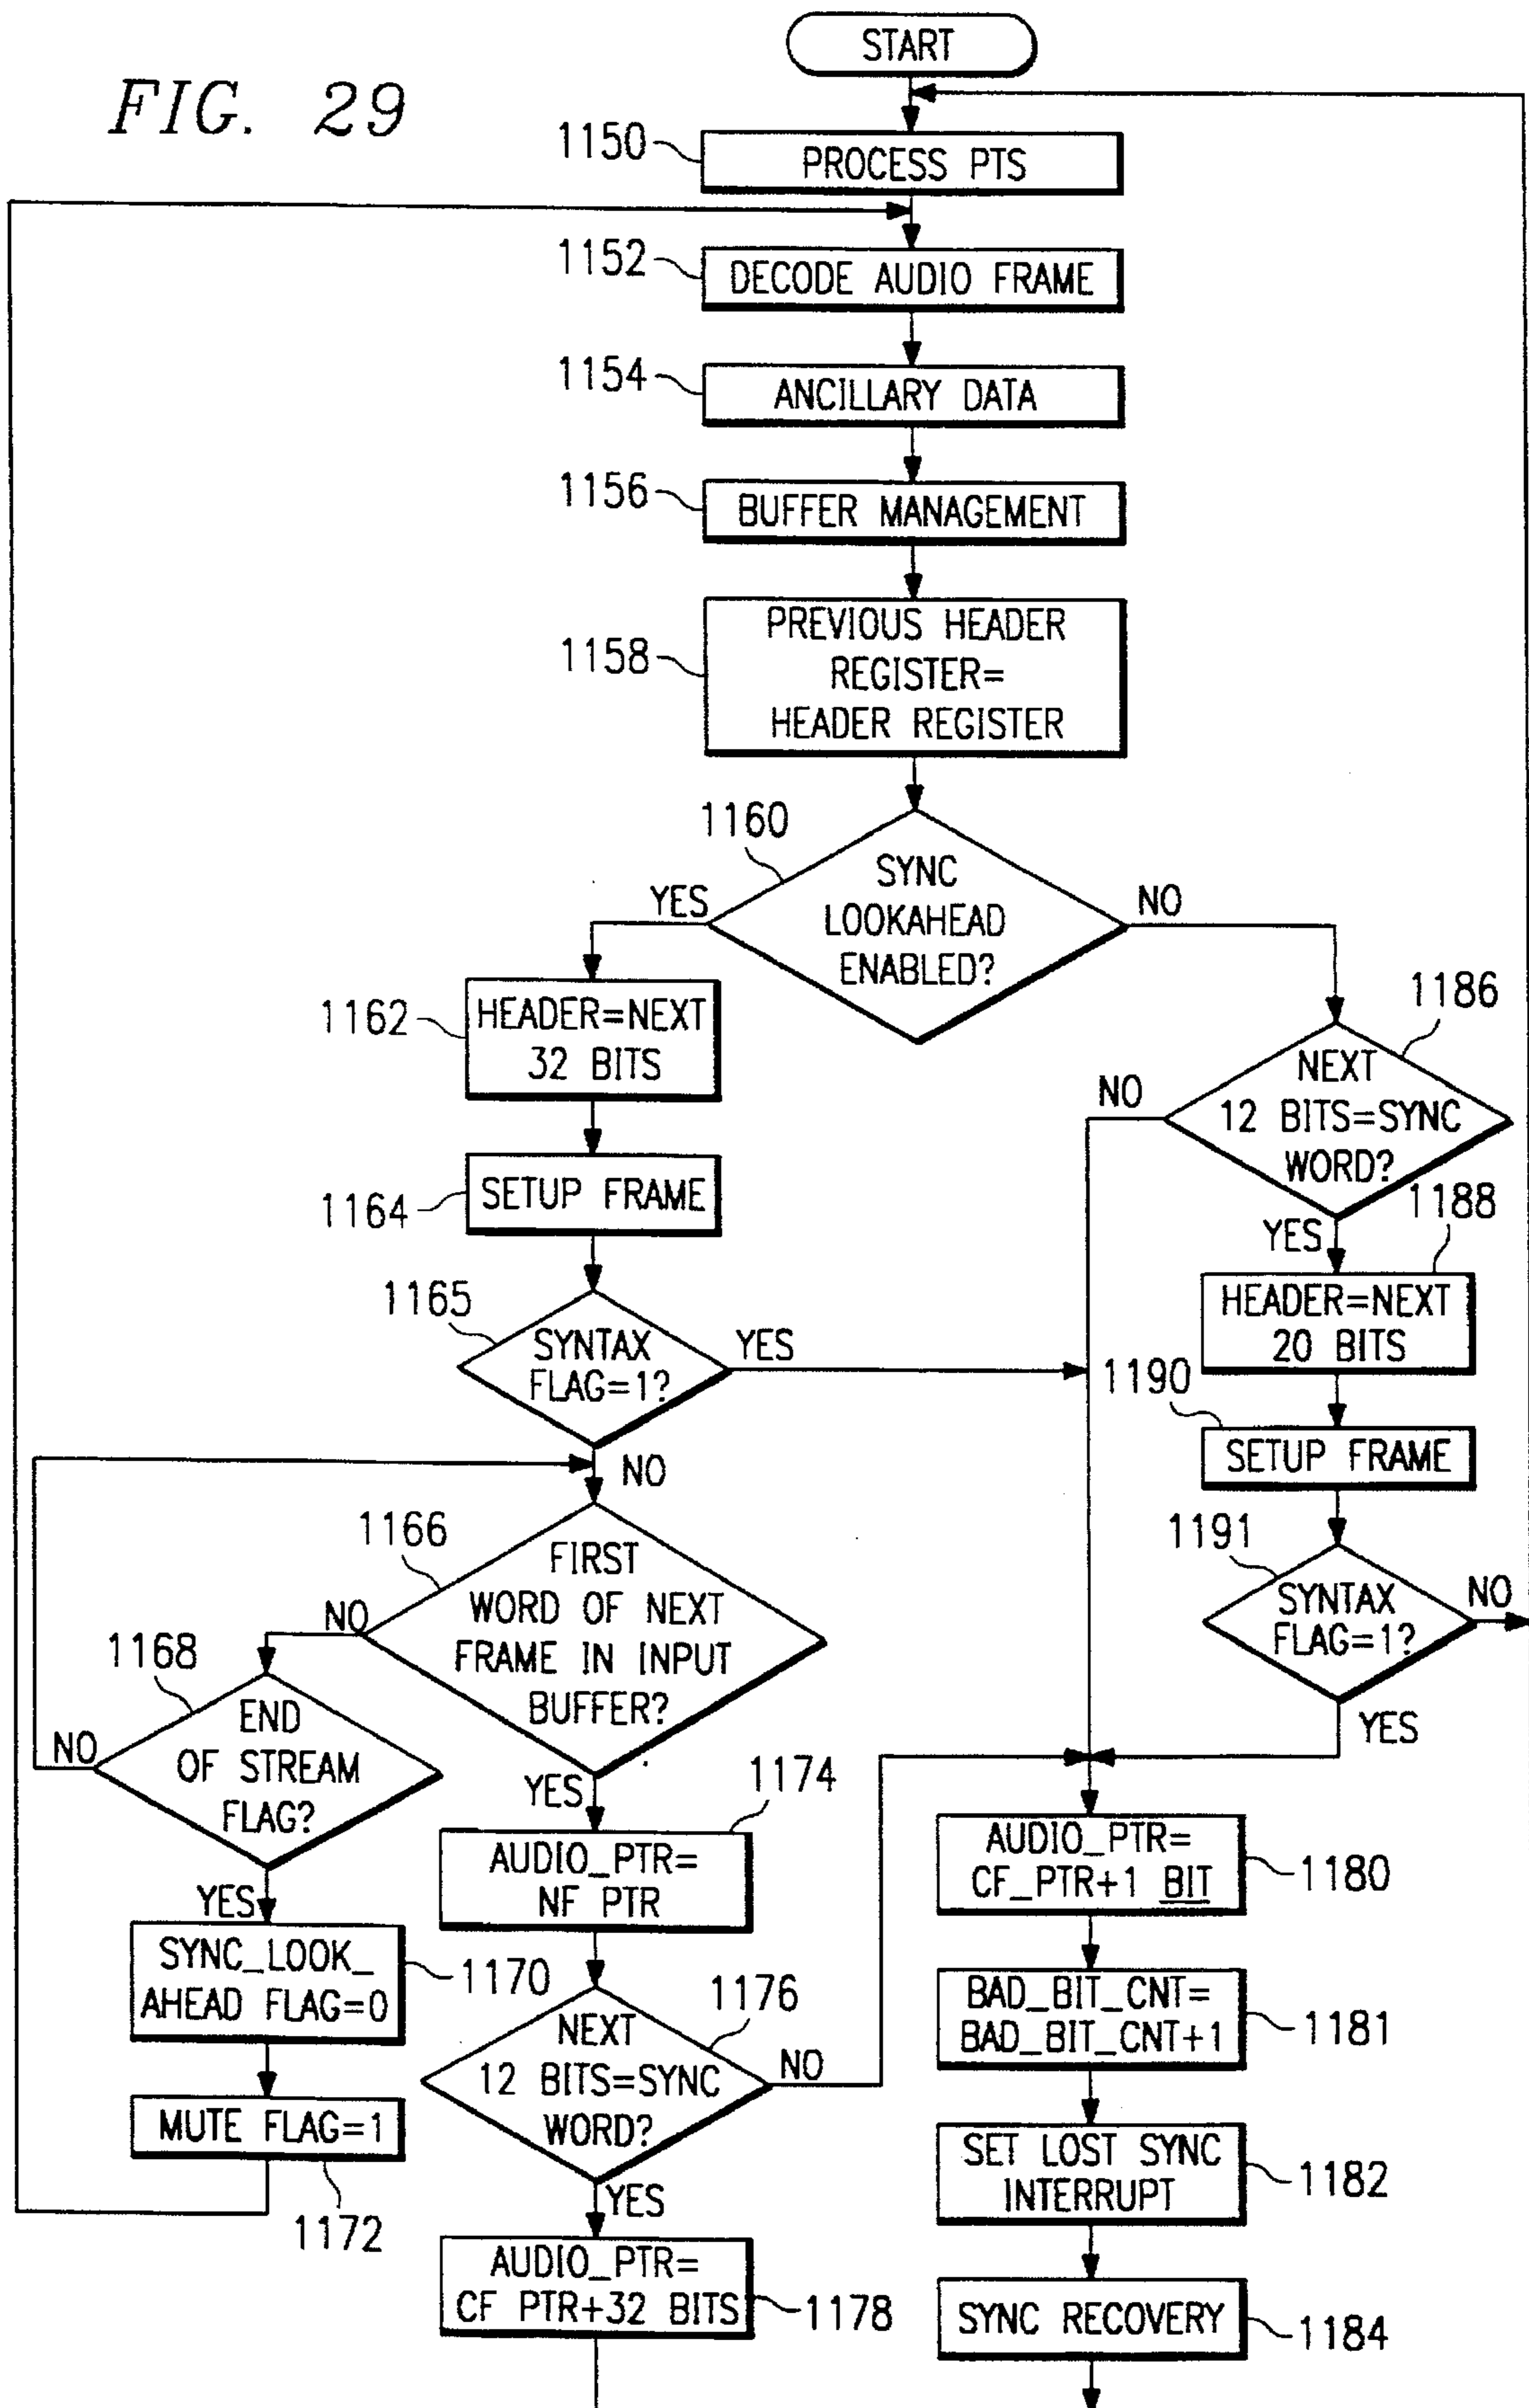 FIG. 29
START
1150
PROCESS PTS
1152
DECODE AUDIO FRAME
1154
ANCILLARY DATA
1156
BUFFER MANAGEMENT
1158
PREVIOUS HEADER
REGISTER=
HEADER REGISTER
1160
SYNC
LOOKAHEAD
ENABLED?
YES
NO
1162
HEADER=NEXT
32 BITS
1164
SETUP FRAME
1165
SYNTAX
FLAG=1?
YES
NO
1166
FIRST
WORD OF NEXT
FRAME IN INPUT
BUFFER?
NO
YES
1168
END
OF STREAM
FLAG?
NO
YES
SYNC_LOOK_
AHEAD FLAG=0
1170
MUTE FLAG=1
1172
1174
AUDIO_PTR=
NF PTR
1176
NEXT
12 BITS=SYNC
WORD?
NO
YES
AUDIO_PTR=
CF PTR+32 BITS
1178
1186
NEXT
12 BITS=SYNC
WORD?
NO
YES
1188
HEADER=NEXT
20 BITS
1190
SETUP FRAME
1191
SYNTAX
FLAG=1?
NO
YES
AUDIO_PTR=
CF_PTR+1 BIT
1180
BAD_BIT_CNT=
BAD_BIT_CNT+1
1181
SET LOST SYNC
INTERRUPT
1182
SYNC RECOVERY
1184